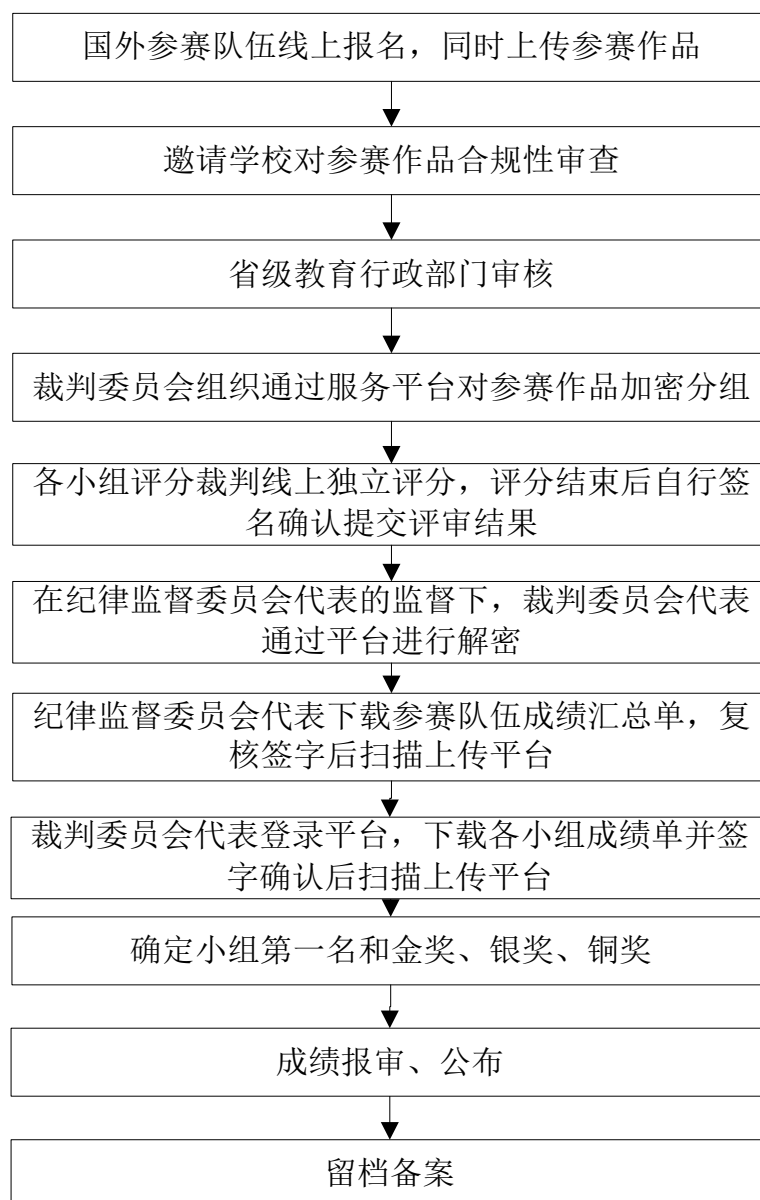 国外参赛队伍线上报名，同时上传参赛作品
邀请学校对参赛作品合规性审查
省级教育行政部门审核
裁判委员会组织通过服务平台对参赛作品加密分组
各小组评分裁判线上独立评分，评分结束后自行签
名确认提交评审结果
在纪律监督委员会代表的监督下，裁判委员会代表
通过平台进行解密
纪律监督委员会代表下载参赛队伍成绩汇总单，复
核签字后扫描上传平台
裁判委员会代表登录平台，下载各小组成绩单并签
字确认后扫描上传平台
确定小组第一名和金奖、银奖、铜奖
成绩报审、公布
留档备案